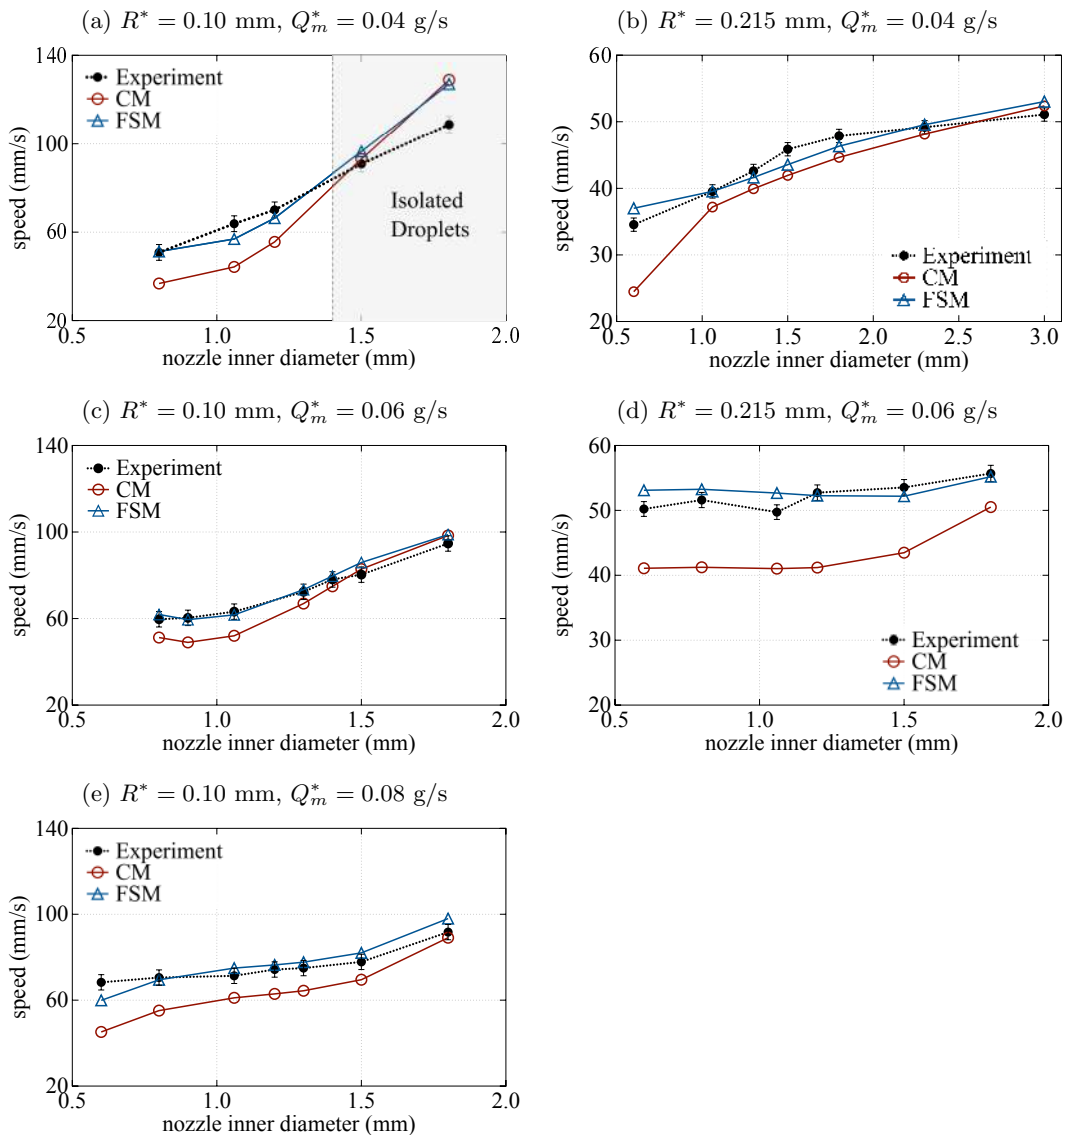 (a) R* = 0.10 mm, Q*m = 0.04 g/s
140
100
60
20
speed (mm/s)
Experiment
CM
FSM
Isolated
Droplets
0.5 1.0 1.5 2.0
nozzle inner diameter (mm)
(b) R* = 0.215 mm, Q*m = 0.04 g/s
60
50
40
30
20
speed (mm/s)
Experiment
CM
FSM
0.5 1.0 1.5 2.0 2.5 3.0
nozzle inner diameter (mm)
(c) R* = 0.10 mm, Q*m = 0.06 g/s
140
100
60
20
speed (mm/s)
Experiment
CM
FSM
0.5 1.0 1.5 2.0
nozzle inner diameter (mm)
(d) R* = 0.215 mm, Q*m = 0.06 g/s
60
50
40
30
20
speed (mm/s)
Experiment
CM
FSM
0.5 1.0 1.5 2.0
nozzle inner diameter (mm)
(e) R* = 0.10 mm, Q*m = 0.08 g/s
140
100
60
20
speed (mm/s)
Experiment
CM
FSM
0.5 1.0 1.5 2.0
nozzle inner diameter (mm)